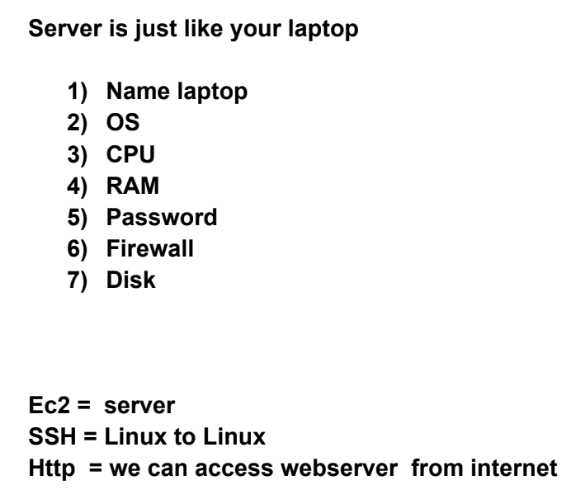 Server is just like your laptop
1) Name laptop
2) OS
3) CPU
4) RAM
5) Password
6) Firewall
7) Disk
Ec2 = server
SSH = Linux to Linux
Http = we can access webserver from internet